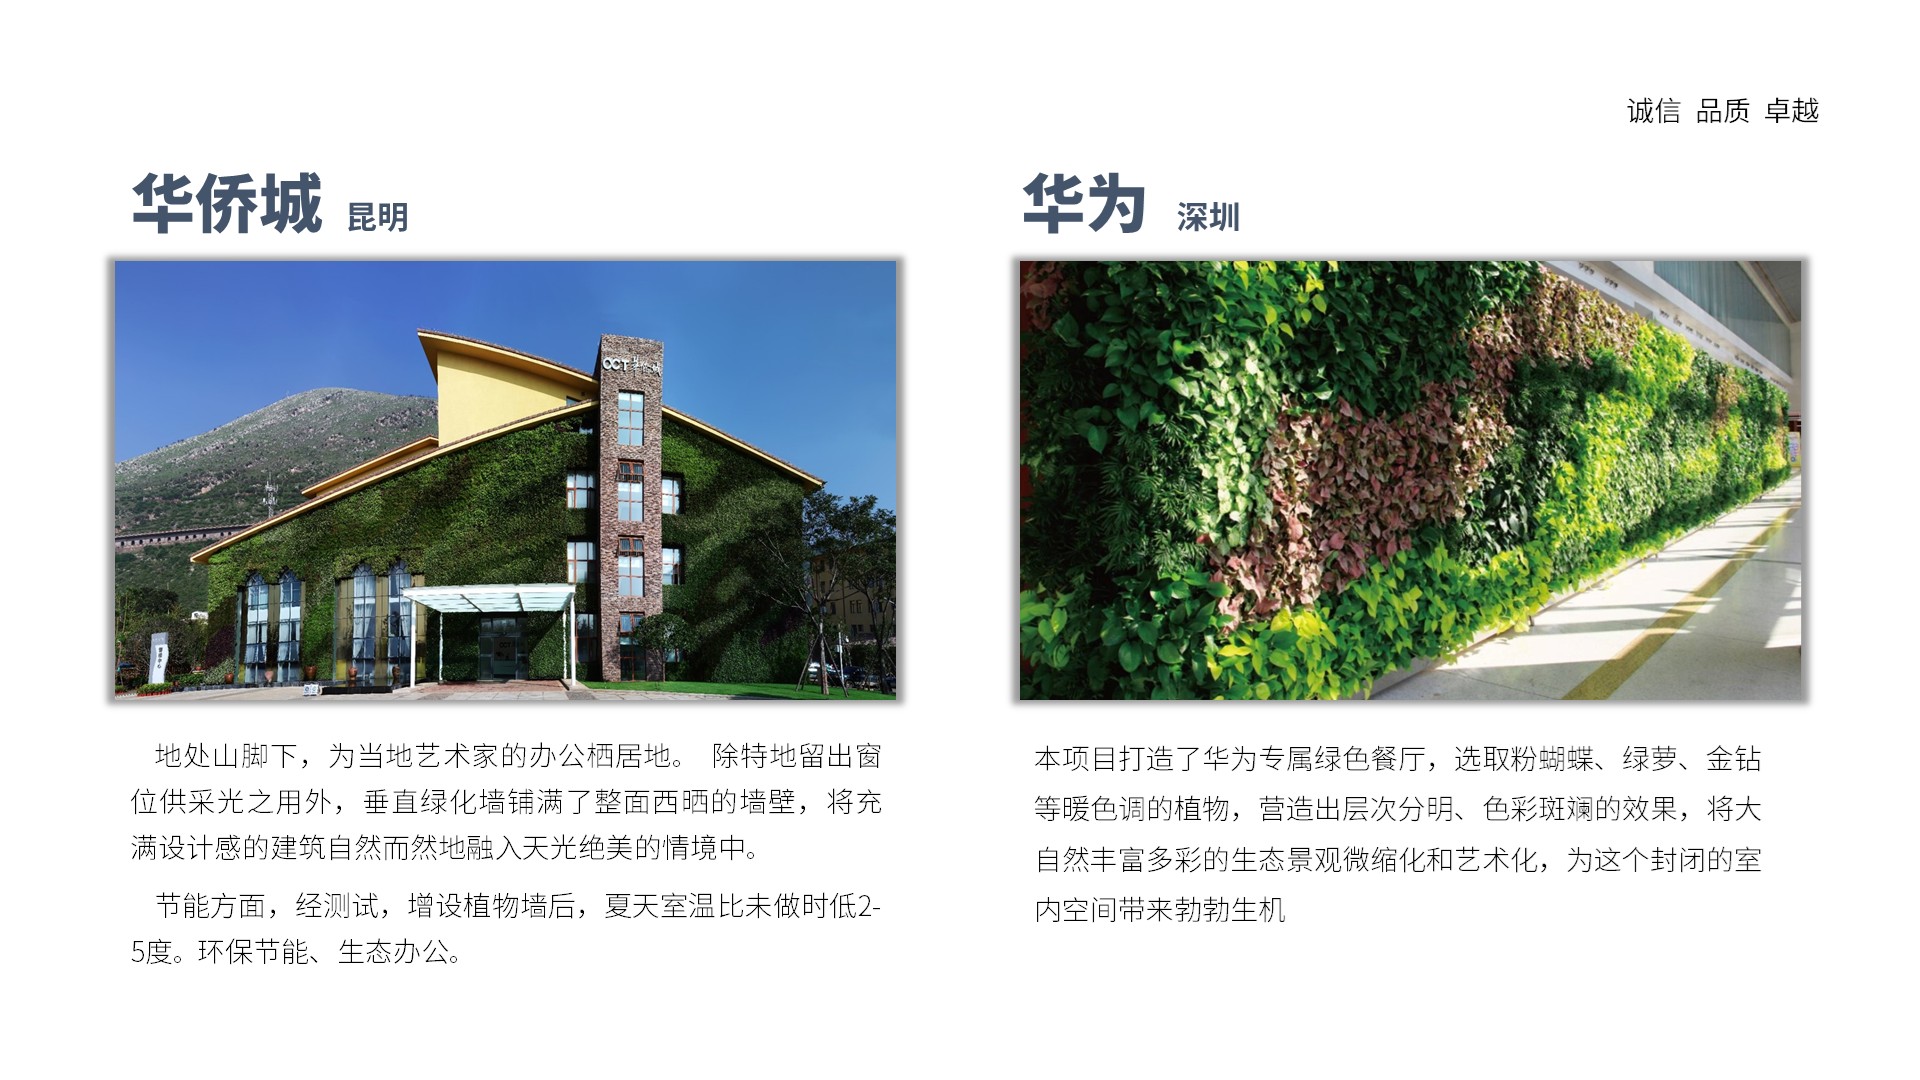 诚信 品质 卓越
华侨城 昆明
华为 深圳
OCT
地处山脚下，为当地艺术家的办公栖居地。 除特地留出窗
位供采光之用外，垂直绿化墙铺满了整面西晒的墙壁，将充
满设计感的建筑自然而然地融入天光绝美的情境中。
节能方面，经测试，增设植物墙后，夏天室温比未做时低2-
5度。环保节能、生态办公。
本项目打造了华为专属绿色餐厅，选取粉蝴蝶、绿萝、金钻
等暖色调的植物，营造出层次分明、色彩斑斓的效果，将大
自然丰富多彩的生态景观微缩化和艺术化，为这个封闭的室
内空间带来勃勃生机